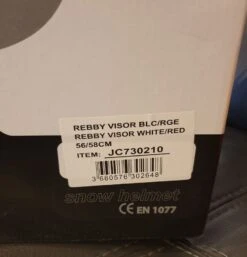 REBBY VISOR BLC/RGE
REBBY VISOR WHITE/RED
56/58CM
ITEM: JC730210
3 660576 302648
snow helmet
CE EN 1077